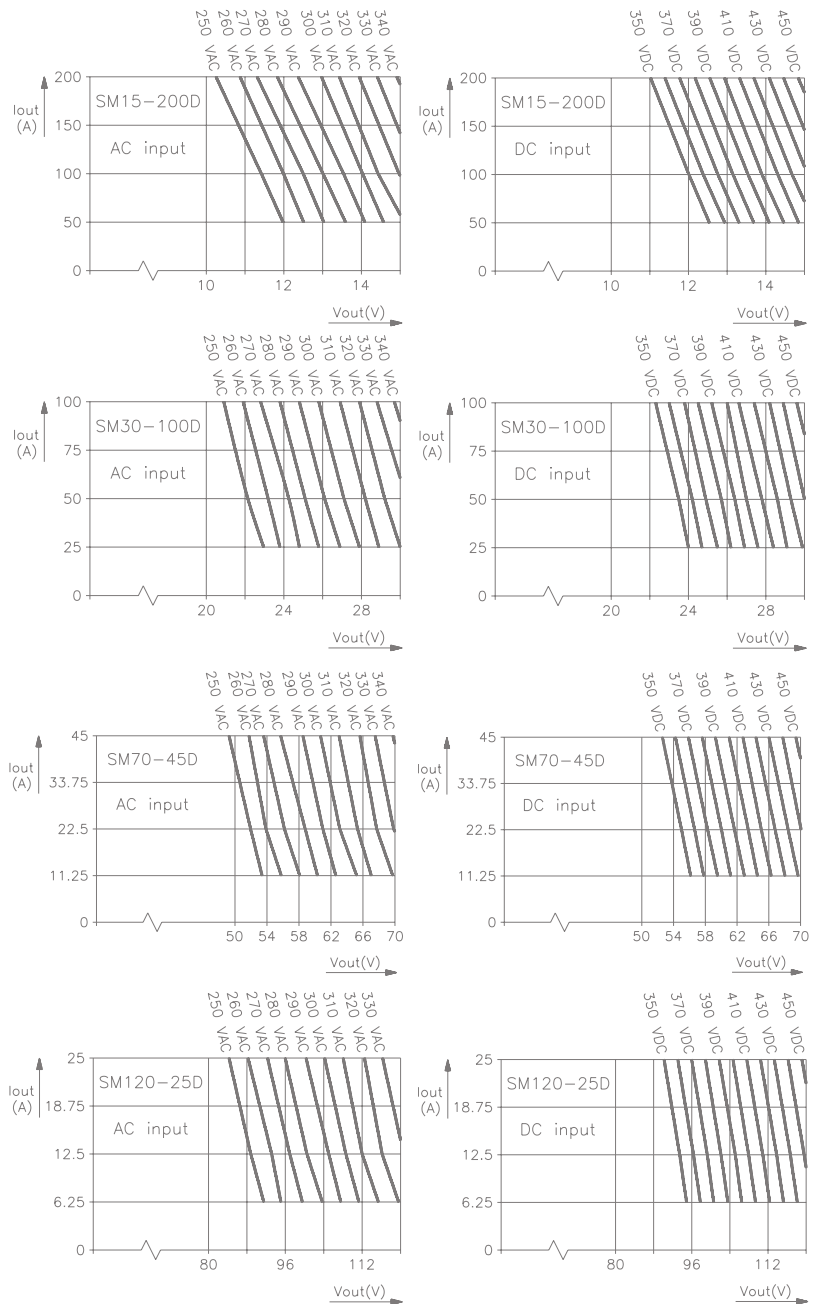 250 VAC
260 VAC
270 VAC
280 VAC
290 VAC
300 VAC
310 VAC
320 VAC
330 VAC
340 VAC
200
150
100
50
0
Iout
(A)
SM15-200D
AC input
10
12
14
Vout(V)
350 VDC
370 VDC
390 VDC
410 VDC
430 VDC
450 VDC
200
150
100
50
0
Iout
(A)
SM15-200D
DC input
10
12
14
Vout(V)
250 VAC
260 VAC
270 VAC
280 VAC
290 VAC
300 VAC
310 VAC
320 VAC
330 VAC
340 VAC
100
75
50
25
0
Iout
(A)
SM30-100D
AC input
20
24
28
Vout(V)
350 VDC
370 VDC
390 VDC
410 VDC
430 VDC
450 VDC
100
75
50
25
0
Iout
(A)
SM30-100D
DC input
20
24
28
Vout(V)
250 VAC
260 VAC
270 VAC
280 VAC
290 VAC
300 VAC
310 VAC
320 VAC
330 VAC
340 VAC
45
33.75
22.5
11.25
0
Iout
(A)
SM70-45D
AC input
50
54
58
62
66
70
Vout(V)
350 VDC
370 VDC
390 VDC
410 VDC
430 VDC
450 VDC
45
33.75
22.5
11.25
0
Iout
(A)
SM70-45D
DC input
50
54
58
62
66
70
Vout(V)
250 VAC
260 VAC
270 VAC
280 VAC
290 VAC
300 VAC
310 VAC
320 VAC
330 VAC
25
18.75
12.5
6.25
0
Iout
(A)
SM120-25D
AC input
80
96
112
Vout(V)
350 VDC
370 VDC
390 VDC
410 VDC
430 VDC
450 VDC
25
18.75
12.5
6.25
0
Iout
(A)
SM120-25D
DC input
80
96
112
Vout(V)